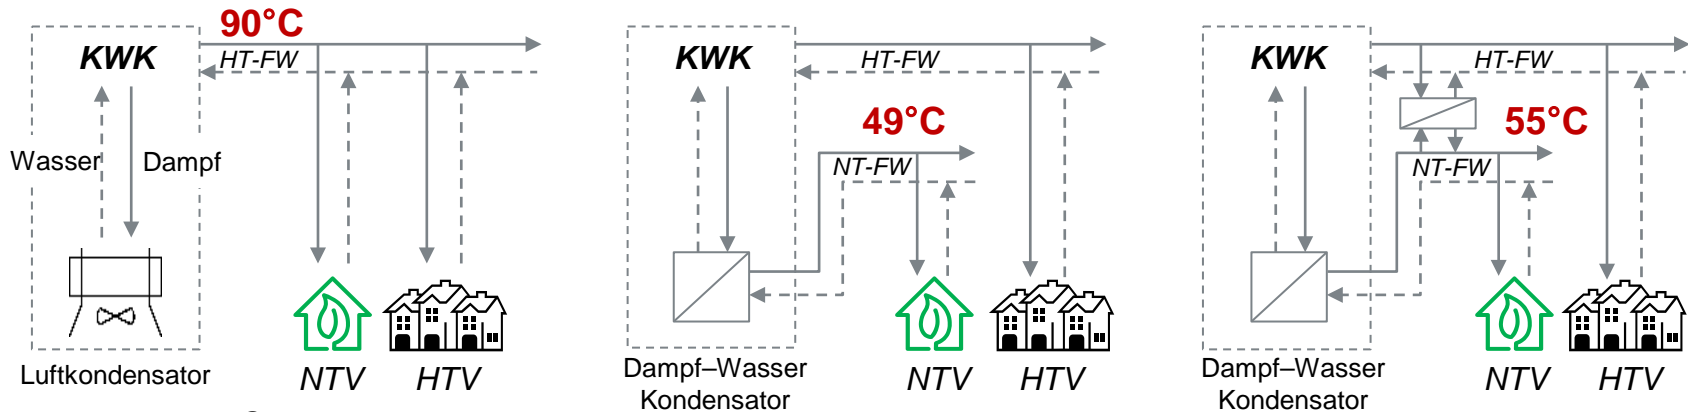 90°C
KWK
HT-FW
Wasser
Dampf
Luftkondensator
NTV
HTV
KWK
HT-FW
49°C
NT-FW
Dampf–Wasser
Kondensator
NTV
HTV
KWK
HT-FW
55°C
NT-FW
Dampf–Wasser
Kondensator
NTV
HTV